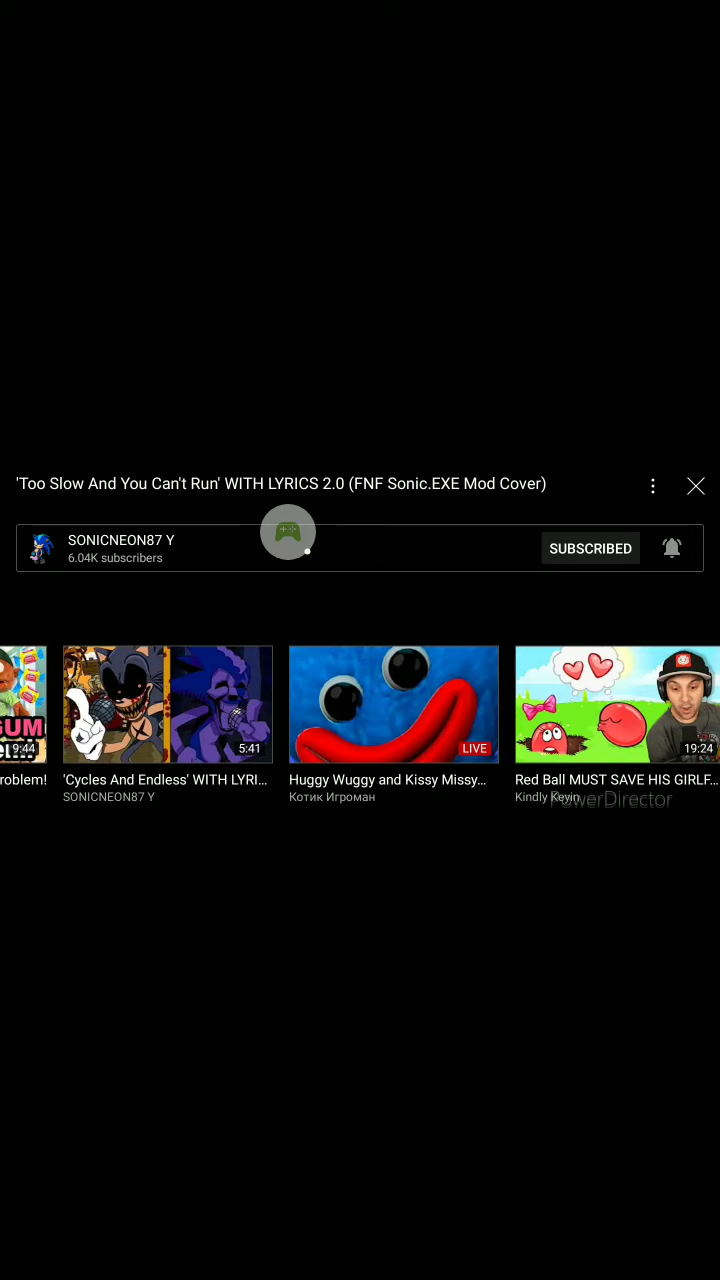 'Too Slow And You Can't Run' WITH LYRICS 2.0 (FNF Sonic.EXE Mod Cover)
SONICNEON87 Y
6.04K subscribers
SUBSCRIBED
GUM
9:44
5:41
LIVE
19:24
roblem!
'Cycles And Endless' WITH LYRI...
Huggy Wuggy and Kissy Missy...
Red Ball MUST SAVE HIS GIRLF...
SONICNEON87 Y
Котик Игроман
Kindly Keyin
PowerDirector